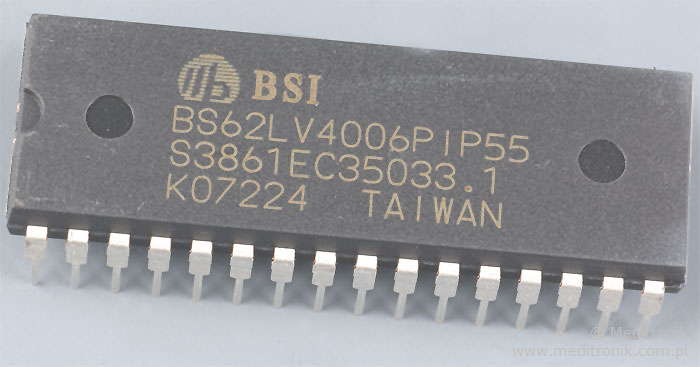 BSI
BS62LV4006PIP55
S3861EC35033.1
K07224 TAIWAN
© Meditronik
www.meditronik.com.pl